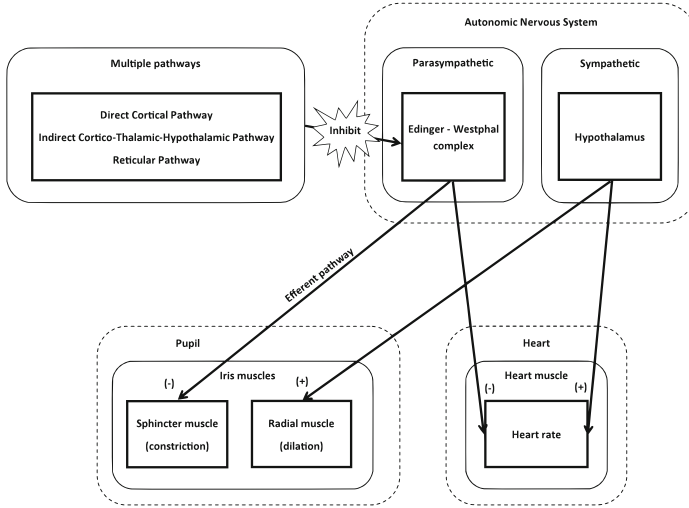 Autonomic Nervous System
Multiple pathways
Parasympathetic
Sympathetic
Direct Cortical Pathway
Indirect Cortico-Thalamic-Hypothalamic Pathway
Reticular Pathway
Inhibit
Edinger - Westphal
complex
Hypothalamus
Efferent pathway
Pupil
Heart
Iris muscles
Heart muscle
(-)
(+)
(-)
(+)
Sphincter muscle
(constriction)
Radial muscle
(dilation)
Heart rate